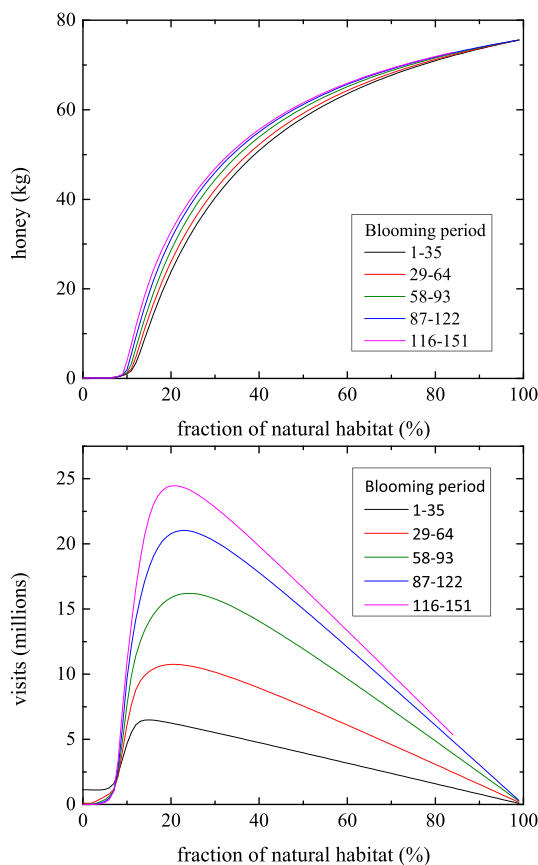 80
60
40
20
0
honey (kg)
Blooming period
1-35
29-64
58-93
87-122
116-151
0 20 40 60 80 100
fraction of natural habitat (%)
25
20
15
10
5
0
visits (millions)
Blooming period
1-35
29-64
58-93
87-122
116-151
0 20 40 60 80 100
fraction of natural habitat (%)